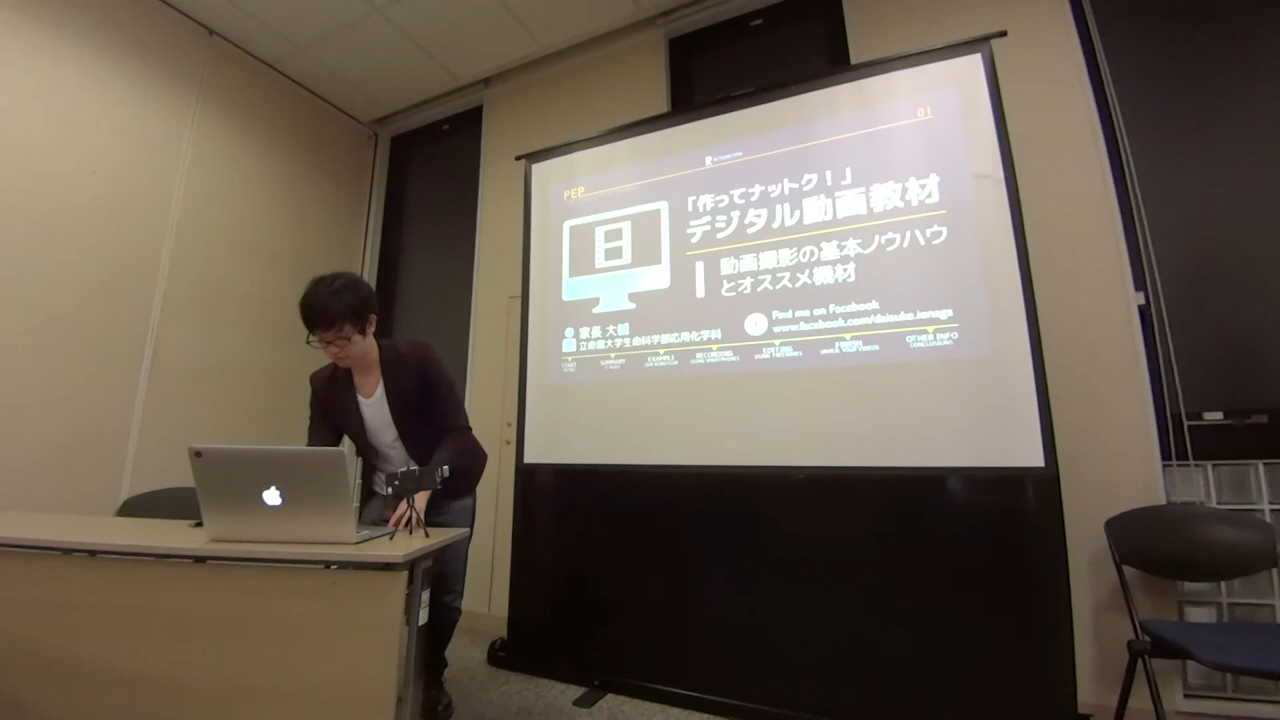 01
PEP
「作ってナットク！」
デジタル動画教材
動画撮影の基本ノウハウ
とオススメ機材
家長 大輔
立命館大学生命科学部応用化学科
Find me on Facebook
www.facebook.com/daisuke.ienaga
START
SUMMARY
EXAMPLE
RECORDING
EDITING
FINISH
OTHER INFO